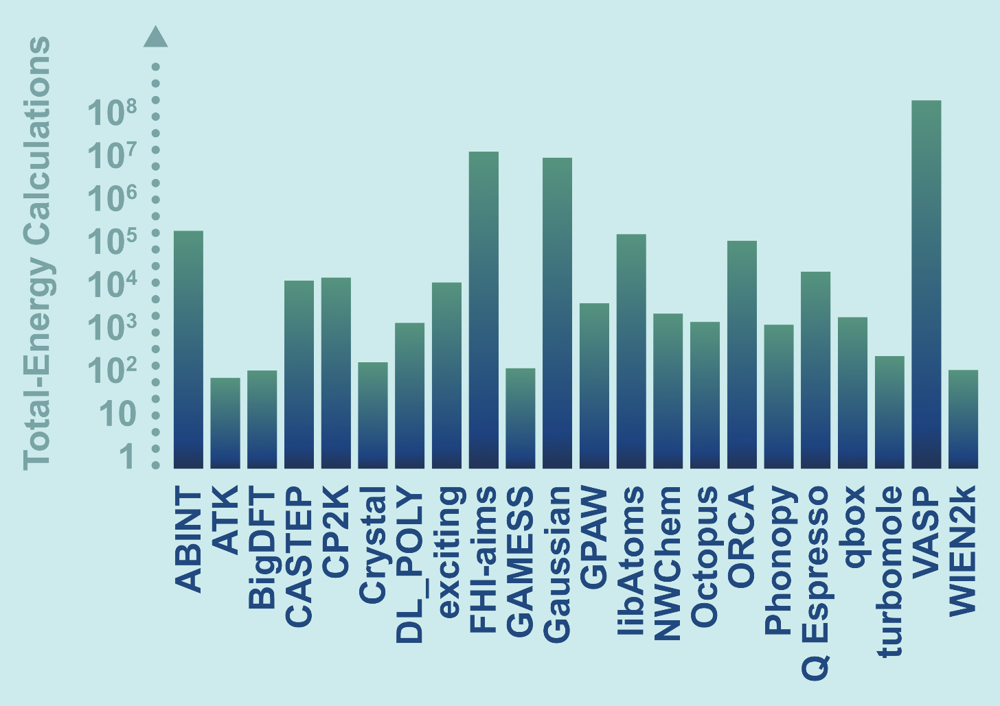 Total-Energy Calculations
10⁸
10⁷
10⁶
10⁵
10⁴
10³
10²
10
1
ABINT
ATK
BigDFT
CASTEP
CP2K
Crystal
DL_POLY
exciting
FHI-aims
GAMESS
Gaussian
GPAW
libAtoms
NWChem
Octopus
ORCA
Phonopy
Q Espresso
qbox
turbomole
VASP
WIEN2k